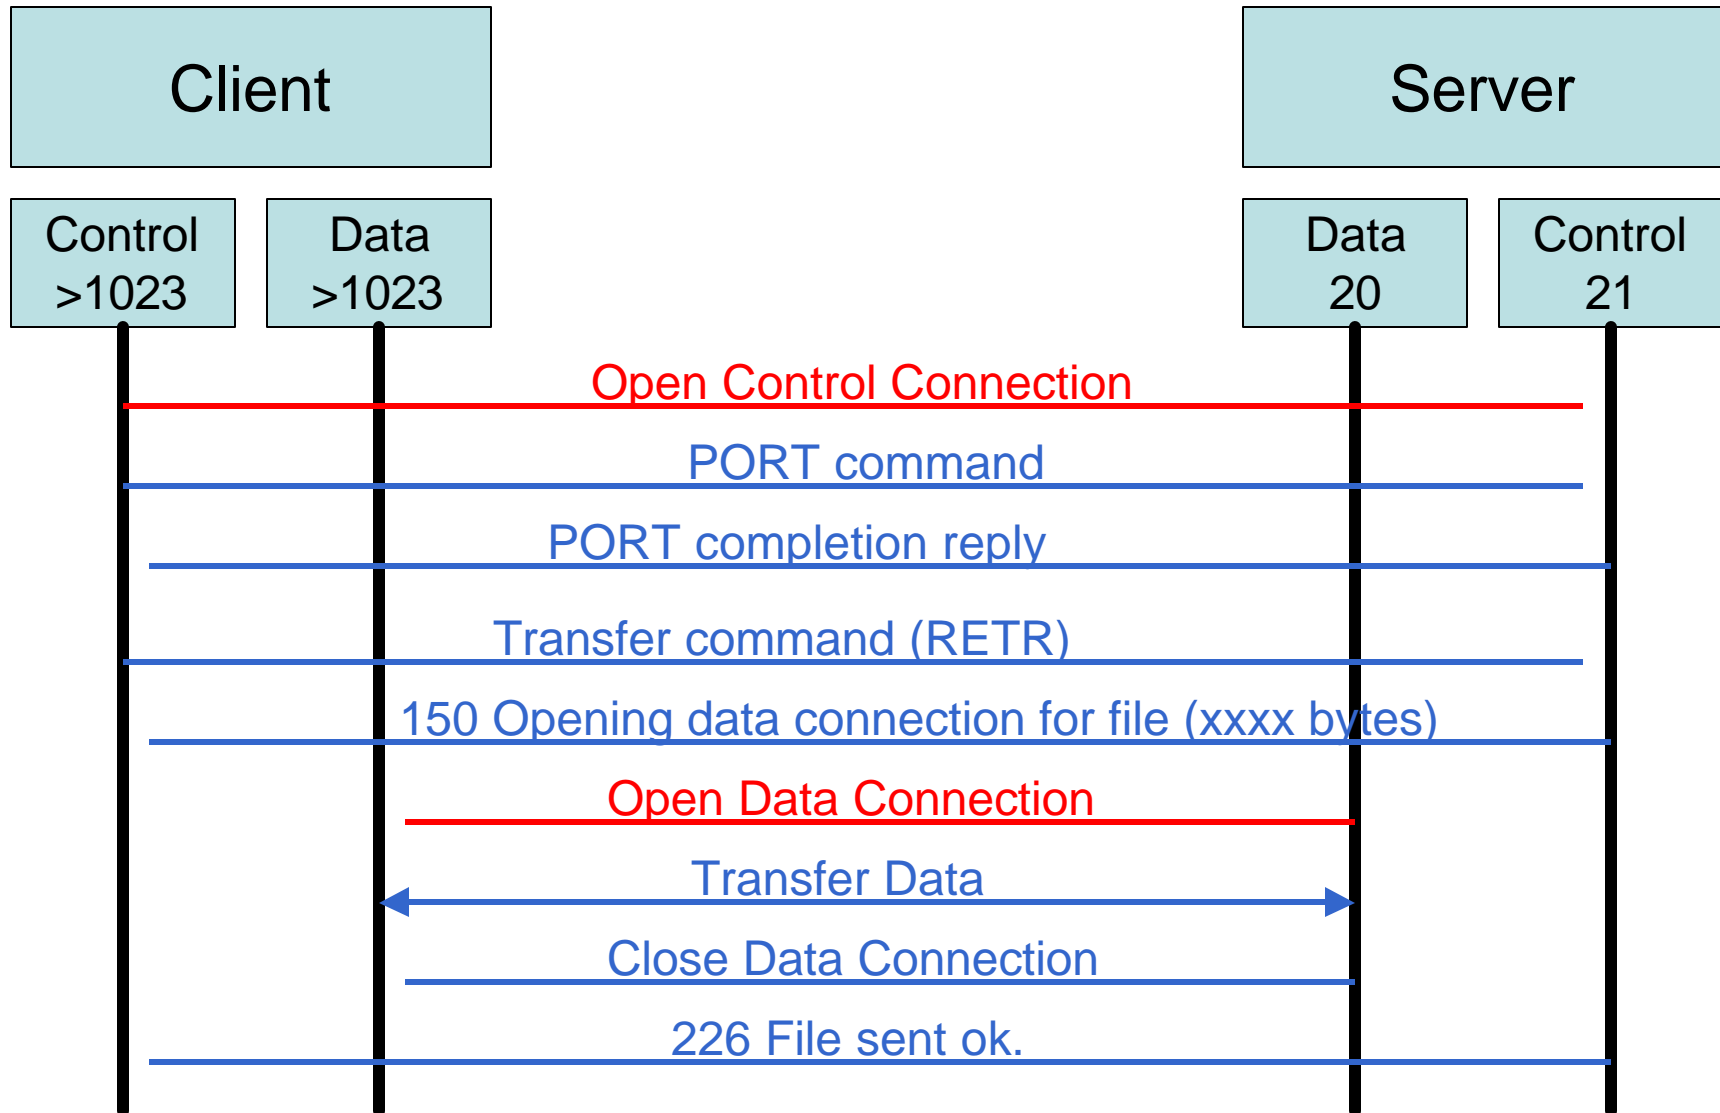 Client
Server
Control
>1023
Data
>1023
Data
20
Control
21
Open Control Connection
PORT command
PORT completion reply
Transfer command (RETR)
150 Opening data connection for file (xxxx bytes)
Open Data Connection
Transfer Data
Close Data Connection
226 File sent ok.